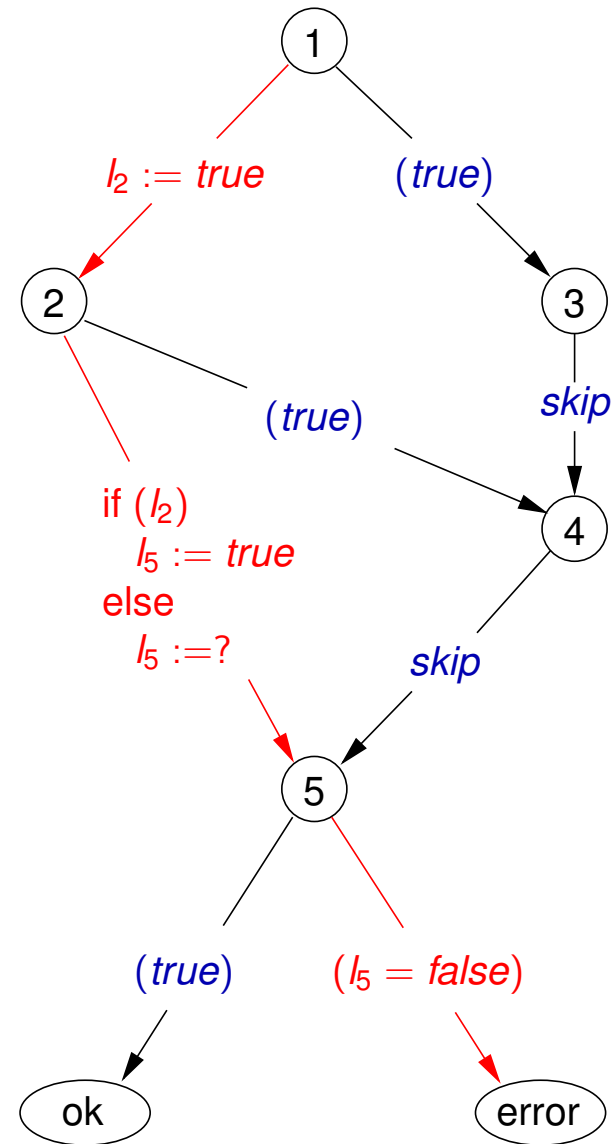 1
l₂ := true
(true)
2
3
(true)
skip
if (l₂)
l₅ := true
else
l₅ :=?
4
skip
5
(true)
(l₅ = false)
ok
error